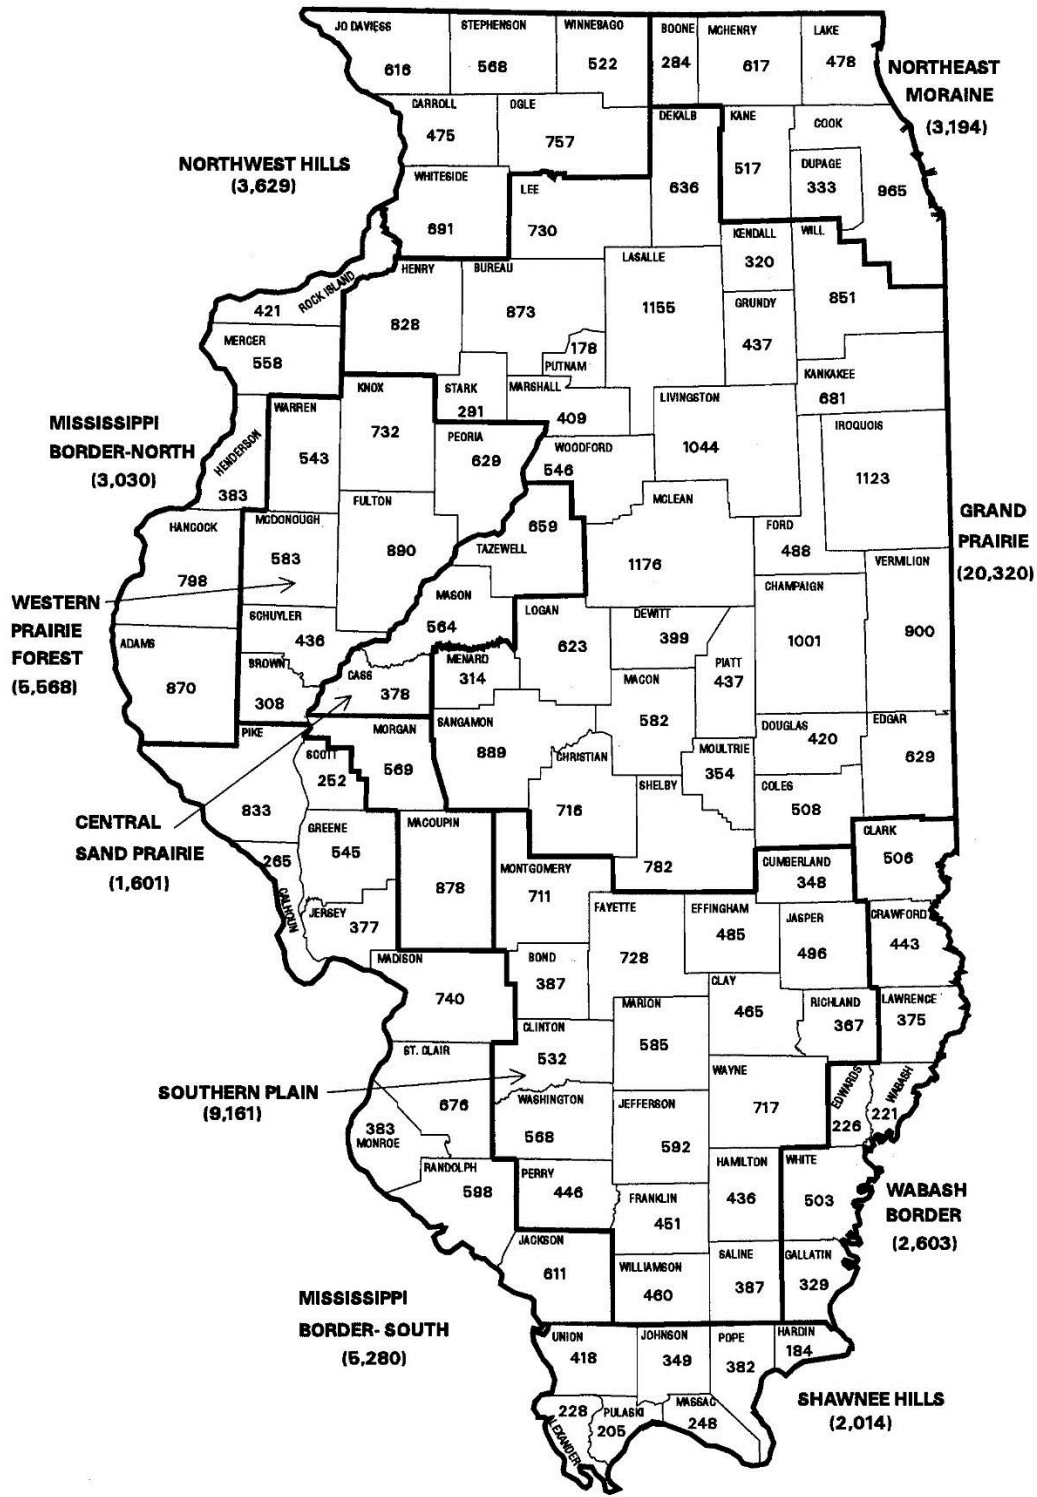 JO DAVIESS
616
STEPHENSON
568
WINNEBAGO
522
BOONE
284
MCHENRY
617
LAKE
478
NORTHEAST
MORAINE
(3,194)
CARROLL
475
OGLE
757
DEKALB
636
KANE
517
COOK
965
DUPAGE
333
NORTHWEST HILLS
(3,629)
WHITESIDE
691
LEE
730
KENDALL
320
WILL
851
ROCK ISLAND
421
HENRY
828
BUREAU
873
LASALLE
1155
GRUNDY
437
MERCER
558
178
PUTNAM
KANKAKEE
681
KNOX
732
STARK
291
MARSHALL
409
LIVINGSTON
1044
IROQUOIS
1123
MISSISSIPPI
BORDER-NORTH
(3,030)
WARREN
543
HENDERSON
383
PEORIA
629
WOODFORD
546
MCLEAN
1176
FORD
488
GRAND
PRAIRIE
(20,320)
HANCOCK
798
MCDONOUGH
583
FULTON
890
659
TAZEWELL
VERMILION
900
WESTERN
PRAIRIE
FOREST
(5,568)
MASON
564
LOGAN
623
DEWITT
399
CHAMPAIGN
1001
ADAMS
870
SCHUYLER
436
BROWN
308
CASS
378
MENARD
314
MACON
582
PIATT
437
PIKE
833
SCOTT
252
MORGAN
569
SANGAMON
889
CHRISTIAN
716
MOULTRIE
354
DOUGLAS
420
EDGAR
629
SHELBY
782
COLES
508
CENTRAL
SAND PRAIRIE
(1,601)
GREENE
545
MACOUPIN
878
MONTGOMERY
711
CUMBERLAND
348
CLARK
506
265
CALHOUN
JERSEY
377
FAYETTE
728
EFFINGHAM
485
JASPER
496
CRAWFORD
443
MADISON
740
BOND
387
CLAY
465
RICHLAND
367
LAWRENCE
375
MARION
585
CLINTON
532
ST. CLAIR
676
SOUTHERN PLAIN
(9,161)
WAYNE
717
EDWARDS
226
WABASH
221
WASHINGTON
568
JEFFERSON
592
383
MONROE
RANDOLPH
598
PERRY
446
FRANKLIN
451
HAMILTON
436
WHITE
503
WABASH
BORDER
(2,603)
JACKSON
611
WILLIAMSON
460
SALINE
387
GALLATIN
329
MISSISSIPPI
BORDER- SOUTH
(5,280)
UNION
418
JOHNSON
349
POPE
382
HARDIN
184
228
ALEXANDER
PULASKI
205
MASSAC
248
SHAWNEE HILLS
(2,014)